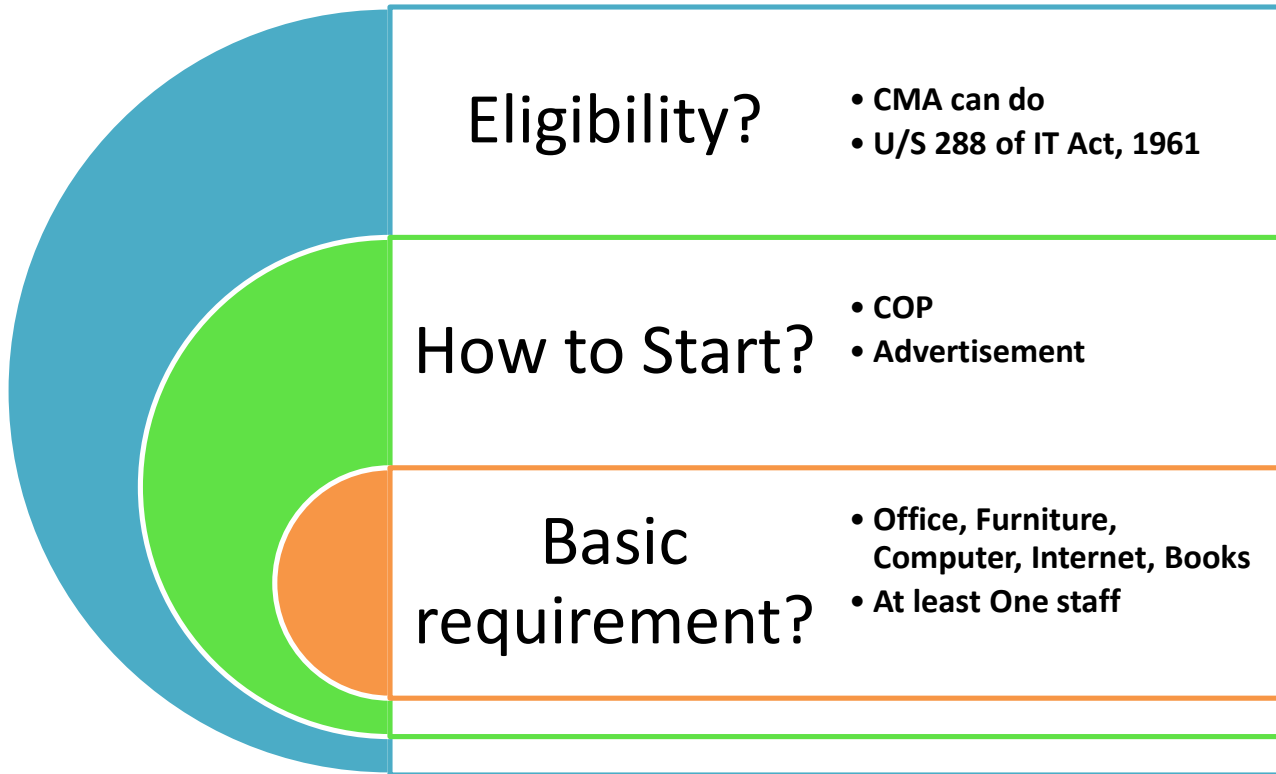 Eligibility?
• CMA can do
• U/S 288 of IT Act, 1961
How to Start?
• COP
• Advertisement
Basic
requirement?
• Office, Furniture,
Computer, Internet, Books
• At least One staff